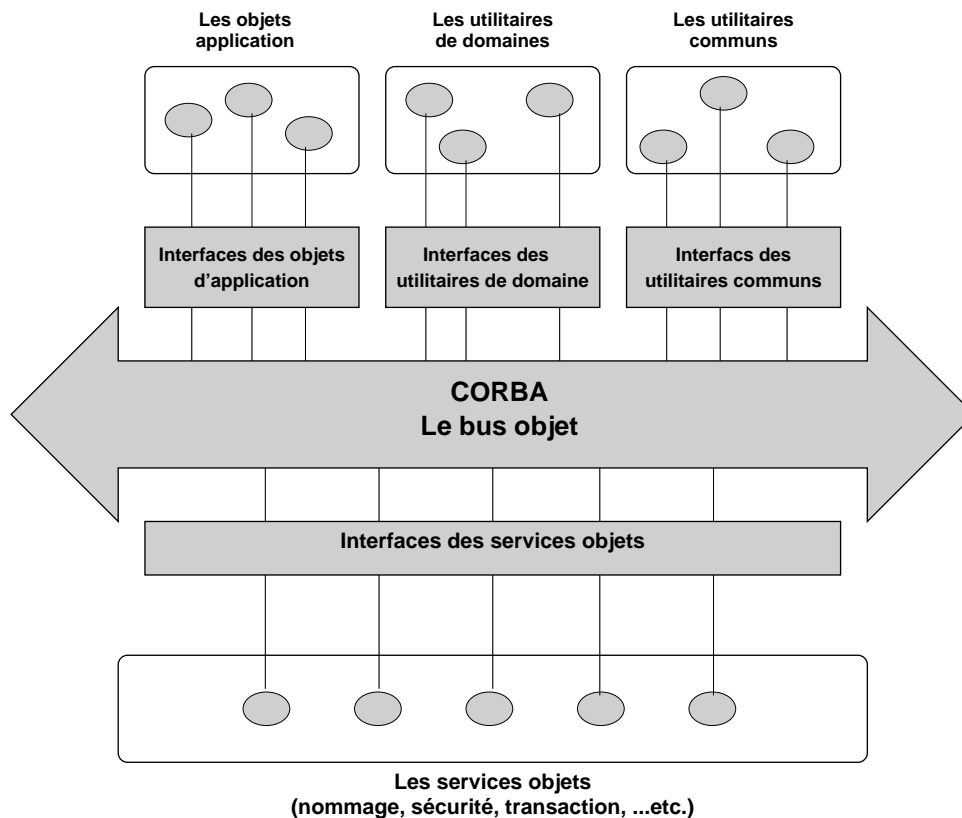 Les objets
application
Les utilitaires
de domaines
Les utilitaires
communs
Interfaces des objets
d'application
Interfaces des
utilitaires de domaine
Interfacs des
utilitaires communs
CORBA
Le bus objet
Interfaces des services objets
Les services objets
(nommage, sécurité, transaction, ...etc.)